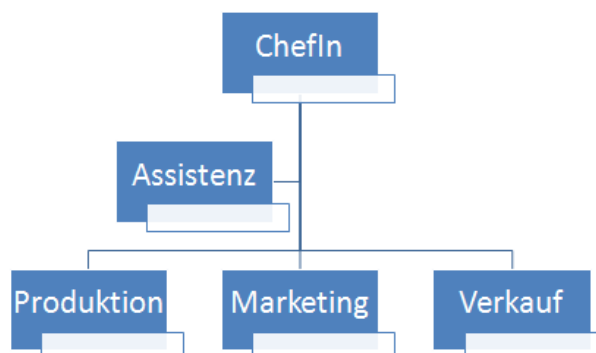 ChefIn
Assistenz
Produktion
Marketing
Verkauf